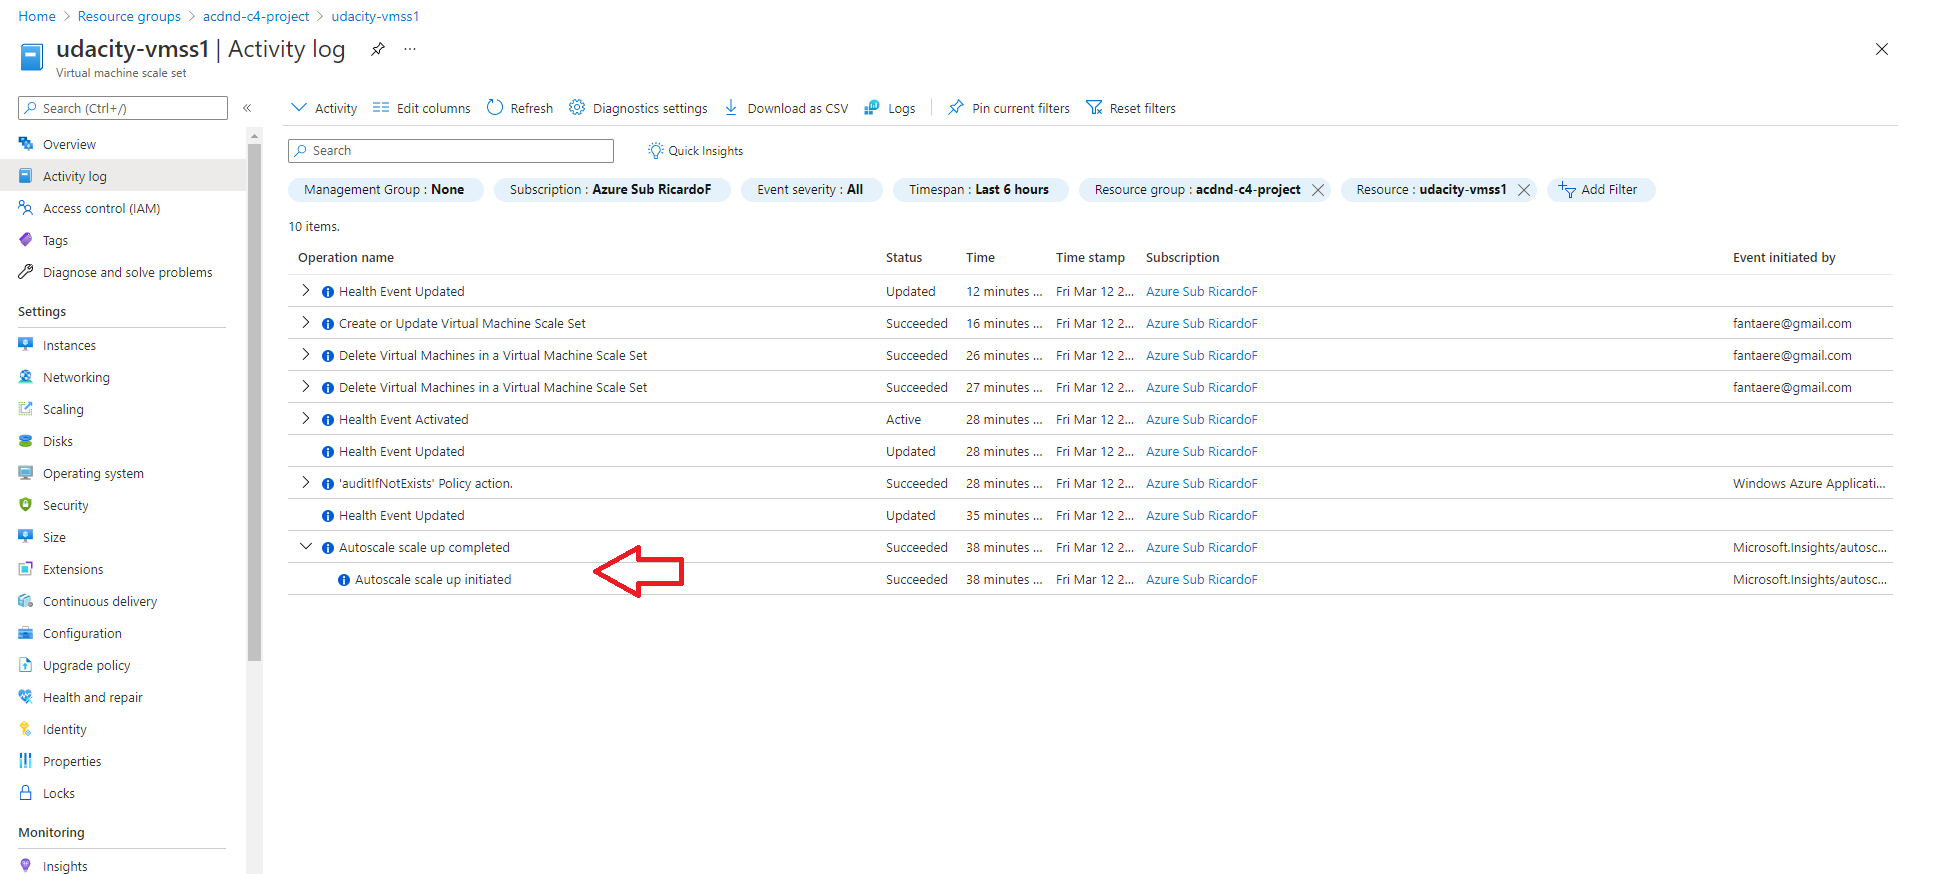 Home > Resource groups > acdnd-c4-project > udacity-vmss1
udacity-vmss1 | Activity log
Virtual machine scale set
Search (Ctrl+/)
Overview
Activity log
Access control (IAM)
Tags
Diagnose and solve problems
Settings
Instances
Networking
Scaling
Disks
Operating system
Security
Size
Extensions
Continuous delivery
Configuration
Upgrade policy
Health and repair
Identity
Properties
Locks
Monitoring
Insights
Activity Edit columns Refresh Diagnostics settings Download as CSV Logs Pin current filters Reset filters
Search Quick Insights
Management Group : None Subscription : Azure Sub RicardoF Event severity : All Timespan : Last 6 hours Resource group : acdnd-c4-project Resource : udacity-vmss1 Add Filter
10 items.
Operation name Status Time Time stamp Subscription Event initiated by
Health Event Updated Updated 12 minutes ... Fri Mar 12 2... Azure Sub RicardoF
Create or Update Virtual Machine Scale Set Succeeded 16 minutes ... Fri Mar 12 2... Azure Sub RicardoF fantaere@gmail.com
Delete Virtual Machines in a Virtual Machine Scale Set Succeeded 26 minutes ... Fri Mar 12 2... Azure Sub RicardoF fantaere@gmail.com
Delete Virtual Machines in a Virtual Machine Scale Set Succeeded 27 minutes ... Fri Mar 12 2... Azure Sub RicardoF fantaere@gmail.com
Health Event Activated Active 28 minutes ... Fri Mar 12 2... Azure Sub RicardoF
Health Event Updated Updated 28 minutes ... Fri Mar 12 2... Azure Sub RicardoF
'auditIfNotExists' Policy action. Succeeded 28 minutes ... Fri Mar 12 2... Azure Sub RicardoF Windows Azure Applicati...
Health Event Updated Updated 35 minutes ... Fri Mar 12 2... Azure Sub RicardoF
Autoscale scale up completed Succeeded 38 minutes ... Fri Mar 12 2... Azure Sub RicardoF Microsoft.Insights/autosc...
Autoscale scale up initiated Succeeded 38 minutes ... Fri Mar 12 2... Azure Sub RicardoF Microsoft.Insights/autosc...